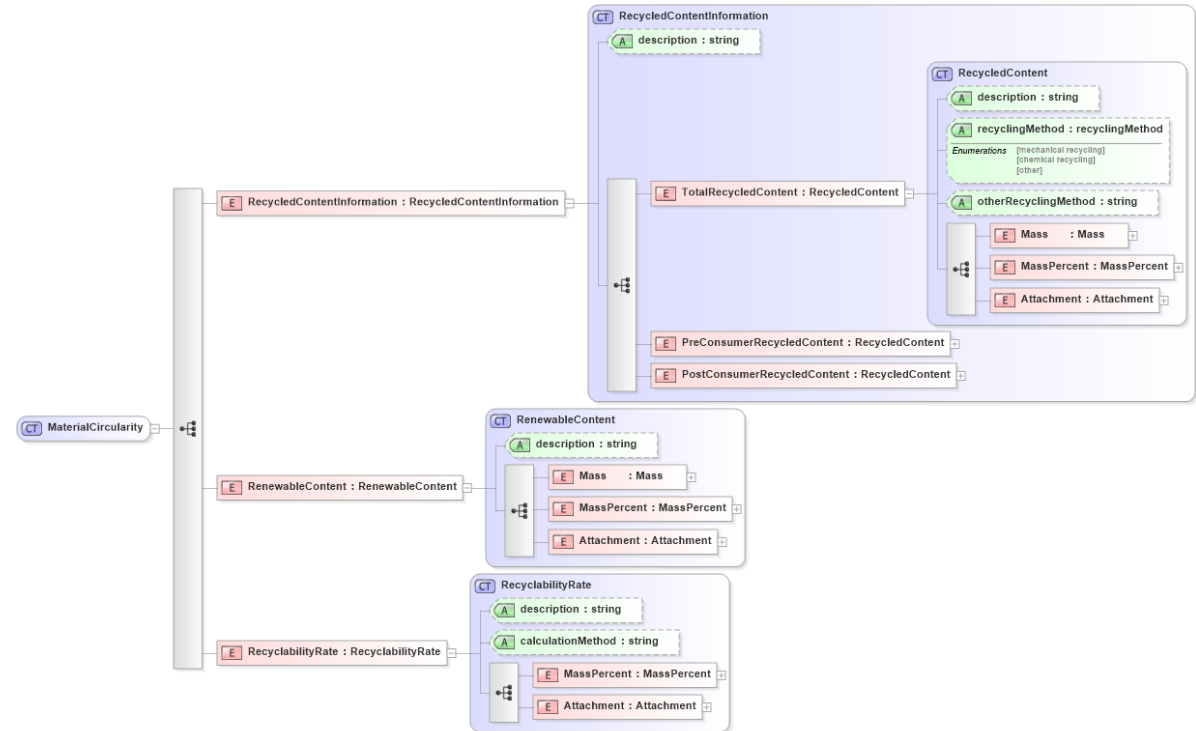 CT RecycledContentInformation
A description : string
CT RecycledContent
A description : string
A recyclingMethod : recyclingMethod
Enumerations [mechanical recycling]
[chemical recycling]
[other]
E TotalRecycledContent : RecycledContent
A otherRecyclingMethod : string
E RecycledContentInformation : RecycledContentInformation
E Mass : Mass
E MassPercent : MassPercent
E Attachment : Attachment
E PreConsumerRecycledContent : RecycledContent
E PostConsumerRecycledContent : RecycledContent
CT MaterialCircularity
CT RenewableContent
A description : string
E Mass : Mass
E RenewableContent : RenewableContent
E MassPercent : MassPercent
E Attachment : Attachment
CT RecyclabilityRate
A description : string
A calculationMethod : string
E RecyclabilityRate : RecyclabilityRate
E MassPercent : MassPercent
E Attachment : Attachment